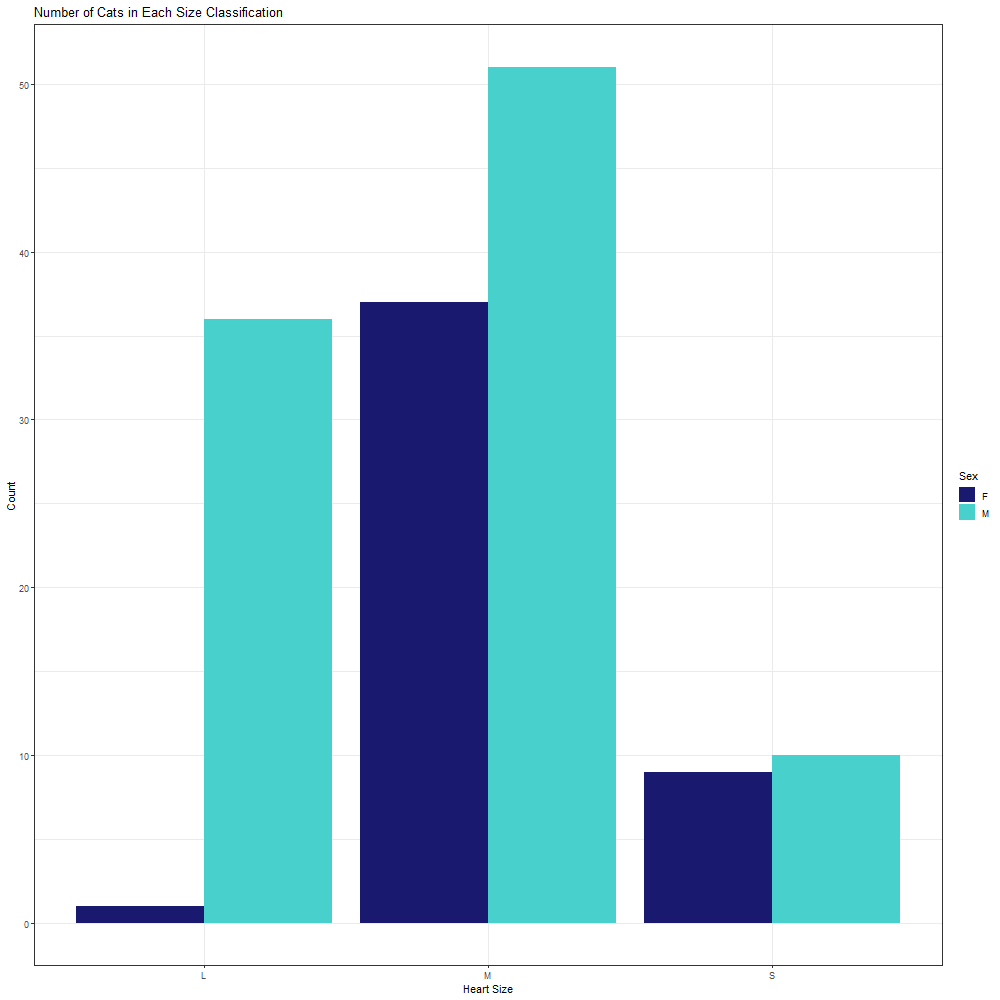 Number of Cats in Each Size Classification
50
40
30
20
10
0
Count
L
M
S
Heart Size
Sex
F
M